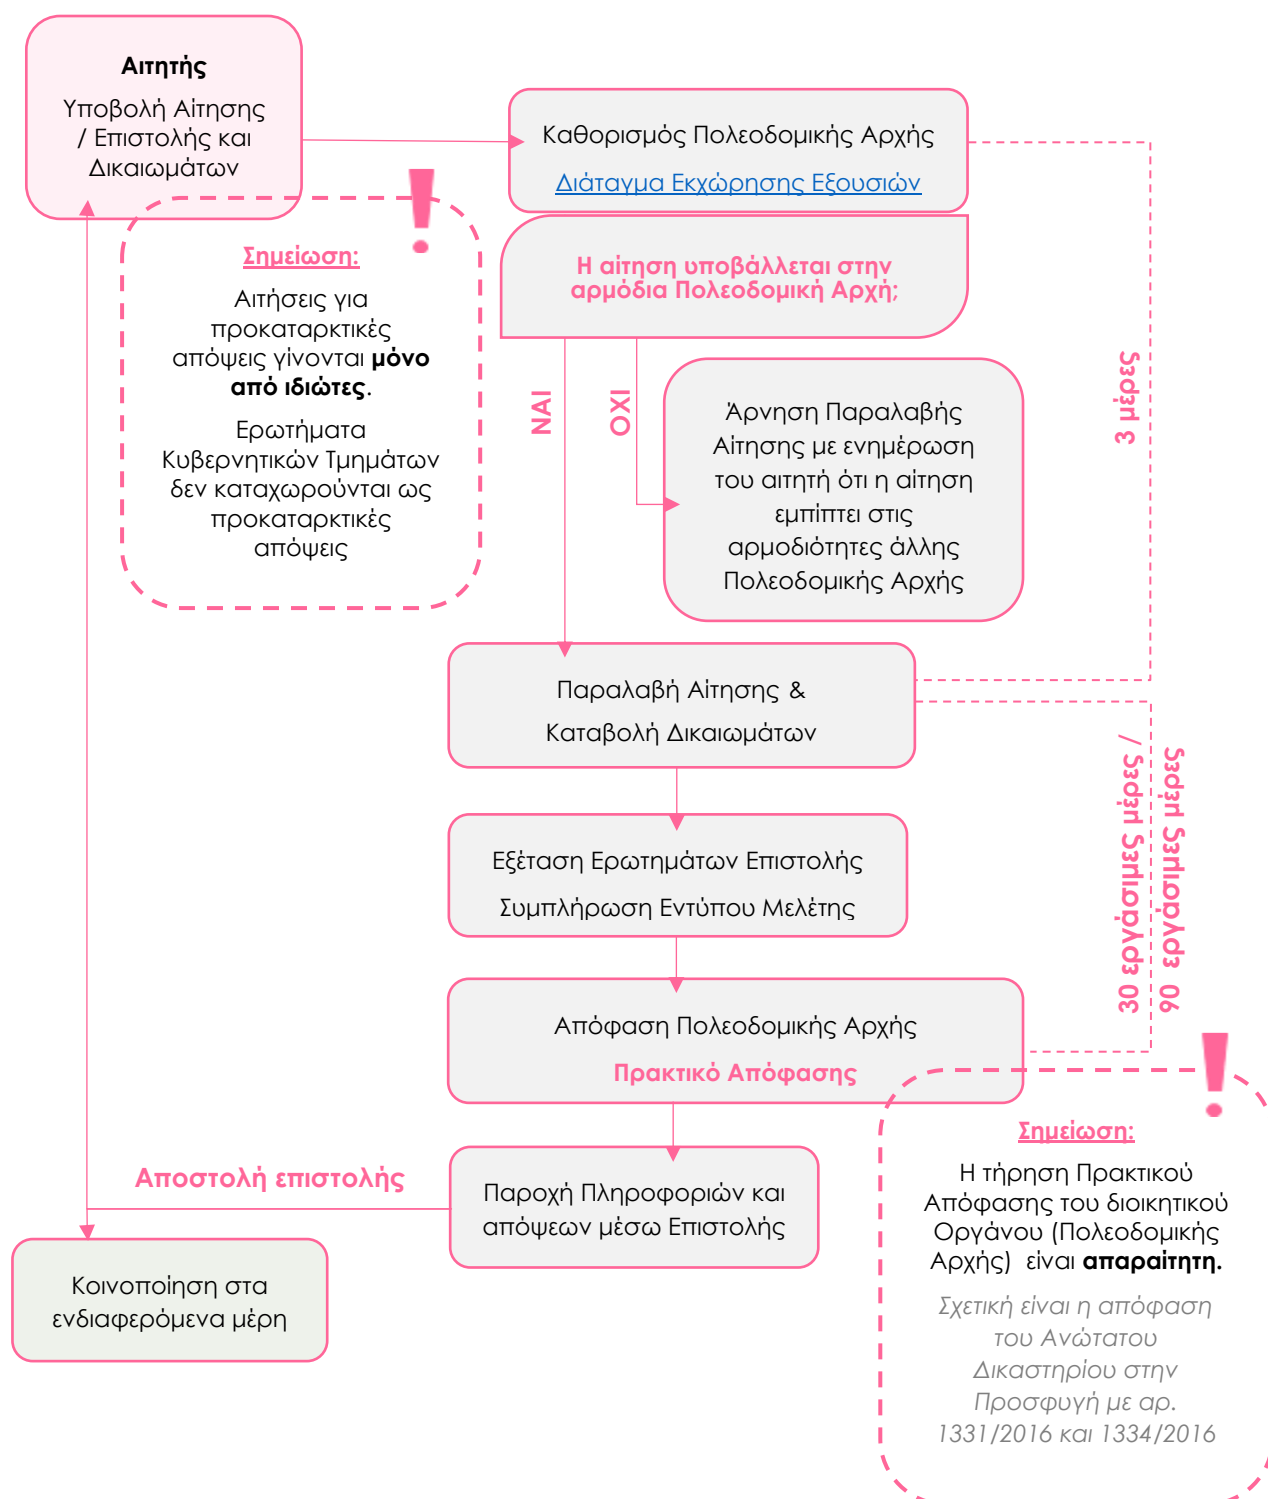 Αιτητής
Υποβολή Αίτησης
/ Επιστολής και
Δικαιωμάτων
Καθορισμός Πολεοδομικής Αρχής
Διάταγμα Εκχώρησης Εξουσιών
Η αίτηση υποβάλλεται στην
αρμόδια Πολεοδομική Αρχή;
Σημείωση:
Αιτήσεις για
προκαταρκτικές
απόψεις γίνονται μόνο
από ιδιώτες.
Ερωτήματα
Κυβερνητικών Τμημάτων
δεν καταχωρούνται ως
προκαταρκτικές
απόψεις
ΝΑΙ
ΟΧΙ
Άρνηση Παραλαβής
Αίτησης με ενημέρωση
του αιτητή ότι η αίτηση
εμπίπτει στις
αρμοδιότητες άλλης
Πολεοδομικής Αρχής
3 μέρες
Παραλαβή Αίτησης &
Καταβολή Δικαιωμάτων
Εξέταση Ερωτημάτων Επιστολής
Συμπλήρωση Εντύπου Μελέτης
30 εργάσιμες μέρες /
90 εργάσιμες μέρες
Απόφαση Πολεοδομικής Αρχής
Πρακτικό Απόφασης
Παροχή Πληροφοριών και
απόψεων μέσω Επιστολής
Αποστολή επιστολής
Κοινοποίηση στα
ενδιαφερόμενα μέρη
Σημείωση:
Η τήρηση Πρακτικού
Απόφασης του διοικητικού
Οργάνου (Πολεοδομικής
Αρχής) είναι απαραίτητη.
Σχετική είναι η απόφαση
του Ανώτατου
Δικαστηρίου στην
Προσφυγή με αρ.
1331/2016 και 1334/2016